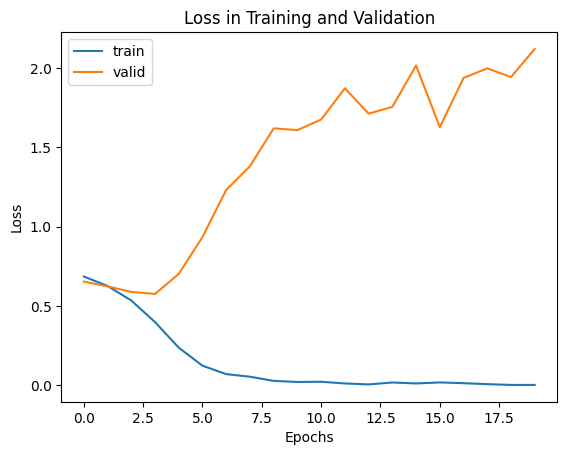 Loss in Training and Validation
train
valid
2.0
1.5
1.0
0.5
0.0
Loss
0.0 2.5 5.0 7.5 10.0 12.5 15.0 17.5
Epochs